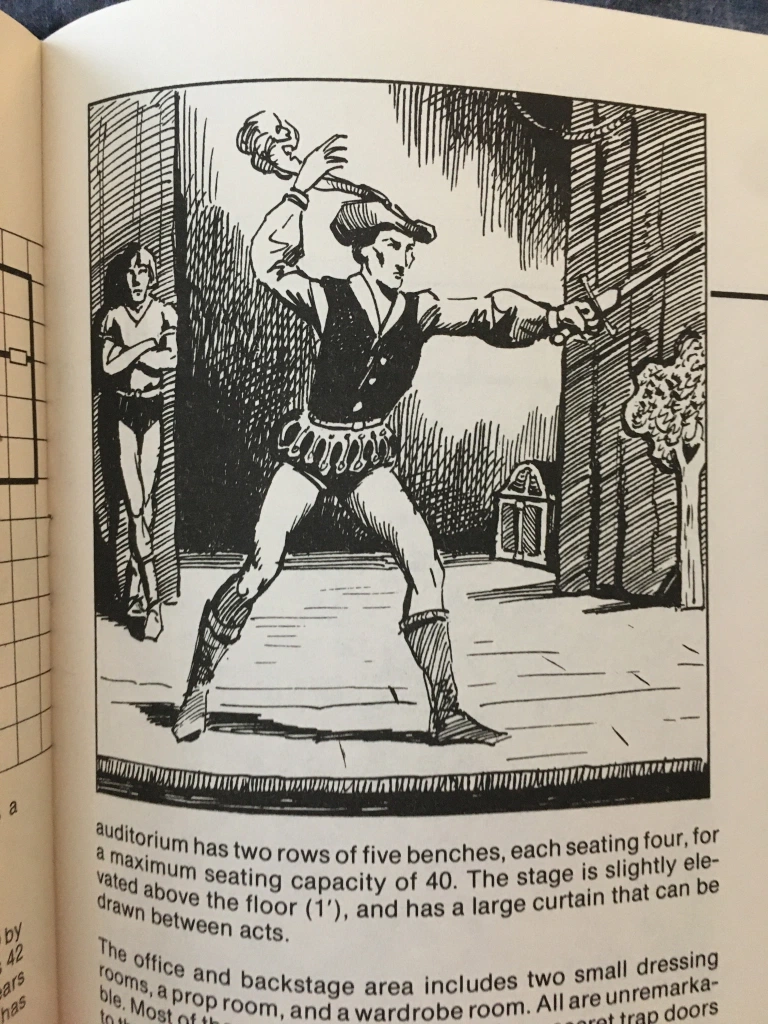 auditorium has two rows of five benches, each seating four, for
a maximum seating capacity of 40. The stage is slightly ele-
vated above the floor (1'), and has a large curtain that can be
drawn between acts.
The office and backstage area includes two small dressing
rooms, a prop room, and a wardrobe room. All are unremarka-
ble. Most of trap doors
a
by
42
has